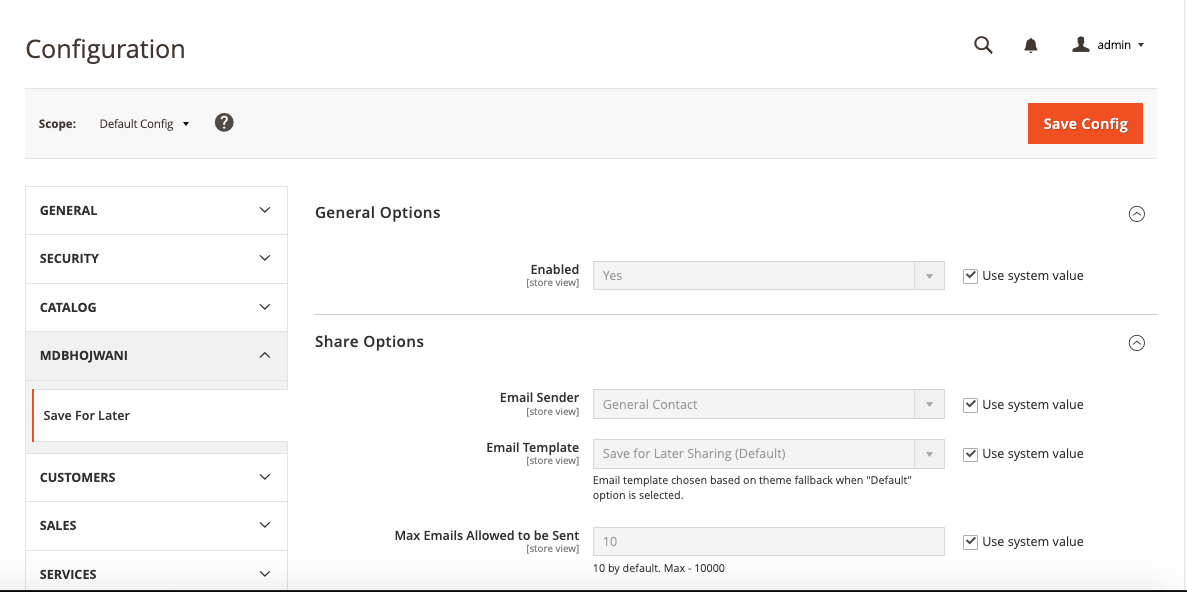 Configuration
admin
Scope: Default Config ?
Save Config
GENERAL
SECURITY
CATALOG
MDBHOJWANI
Save For Later
CUSTOMERS
SALES
SERVICES
General Options
Enabled
[store view]
Yes
Use system value
Share Options
Email Sender
[store view]
General Contact
Use system value
Email Template
[store view]
Save for Later Sharing (Default)
Use system value
Email template chosen based on theme fallback when "Default"
option is selected.
Max Emails Allowed to be Sent
[store view]
10
Use system value
10 by default. Max - 10000